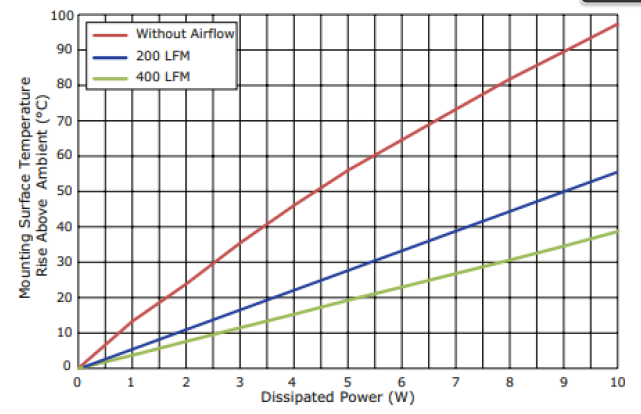 100
90
80
70
60
50
40
30
20
10
0
Mounting Surface Temperature
Rise Above Ambient (°C)
Without Airflow
200 LFM
400 LFM
0 1 2 3 4 5 6 7 8 9 10
Dissipated Power (W)